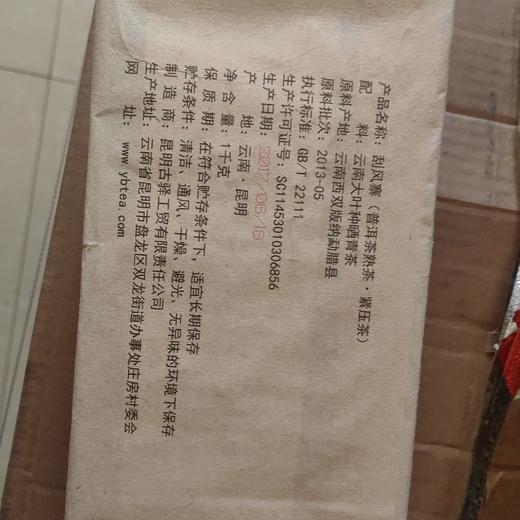 产品名称：刮风寨（普洱茶熟茶·紧压茶）
配 料：云南大叶种晒青茶
原料产地：云南西双版纳勐腊县
原料批次：2013-05
执行标准：GB/T 22111
生产许可证号：SC11453010306856
生产日期：2017/06/18
产 地：云南·昆明
净 含 量：1千克
保 质 期：在符合贮存条件下，适宜长期保存
贮存条件：清洁、通风、干燥、避光、无异味的环境下保存
制 造 商：昆明古驿工贸有限责任公司
生产地址：云南省昆明市盘龙区双龙街道办事处庄房村委会
网 址：www.ybtea.com